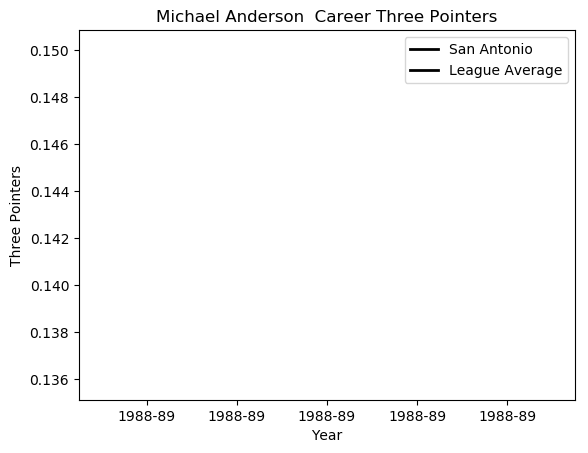 Michael Anderson  Career Three Pointers
San Antonio
League Average
Three Pointers
0.150
0.148
0.146
0.144
0.142
0.140
0.138
0.136
1988-89 1988-89 1988-89 1988-89 1988-89
Year